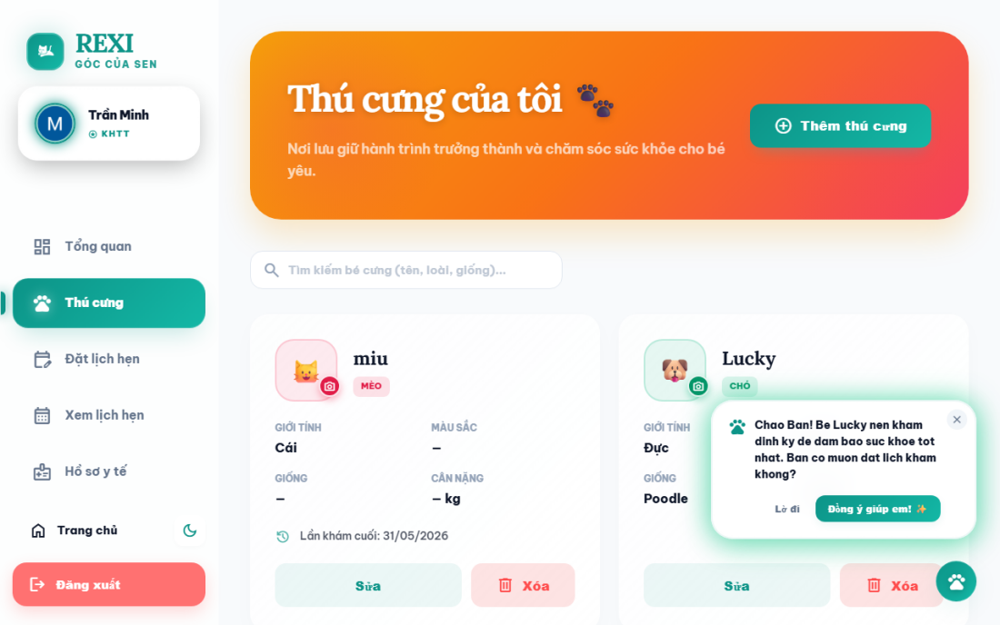 REXI
GÓC CỦA SEN
M
Trần Minh
KHTT
Tổng quan
Thú cưng
Đặt lịch hẹn
Xem lịch hẹn
Hồ sơ y tế
Trang chủ
Đăng xuất
Thú cưng của tôi 🐾
Nơi lưu giữ hành trình trưởng thành và chăm sóc sức khỏe cho bé
yêu.
Thêm thú cưng
Tìm kiếm bé cưng (tên, loài, giống)...
miu
MÈO
GIỚI TÍNH
MÀU SẮC
Cái
—
GIỐNG
CÂN NẶNG
—
— kg
Lần khám cuối: 31/05/2026
Sửa
Xóa
Lucky
CHÓ
GIỚI TÍNH
Đực
GIỐNG
Poodle
Sửa
Xóa
Chao Ban! Be Lucky nen kham
dinh ky de dam bao suc khoe tot
nhat. Ban co muon dat lich kham
khong?
Lờ đi
Đồng ý giúp em! ✨